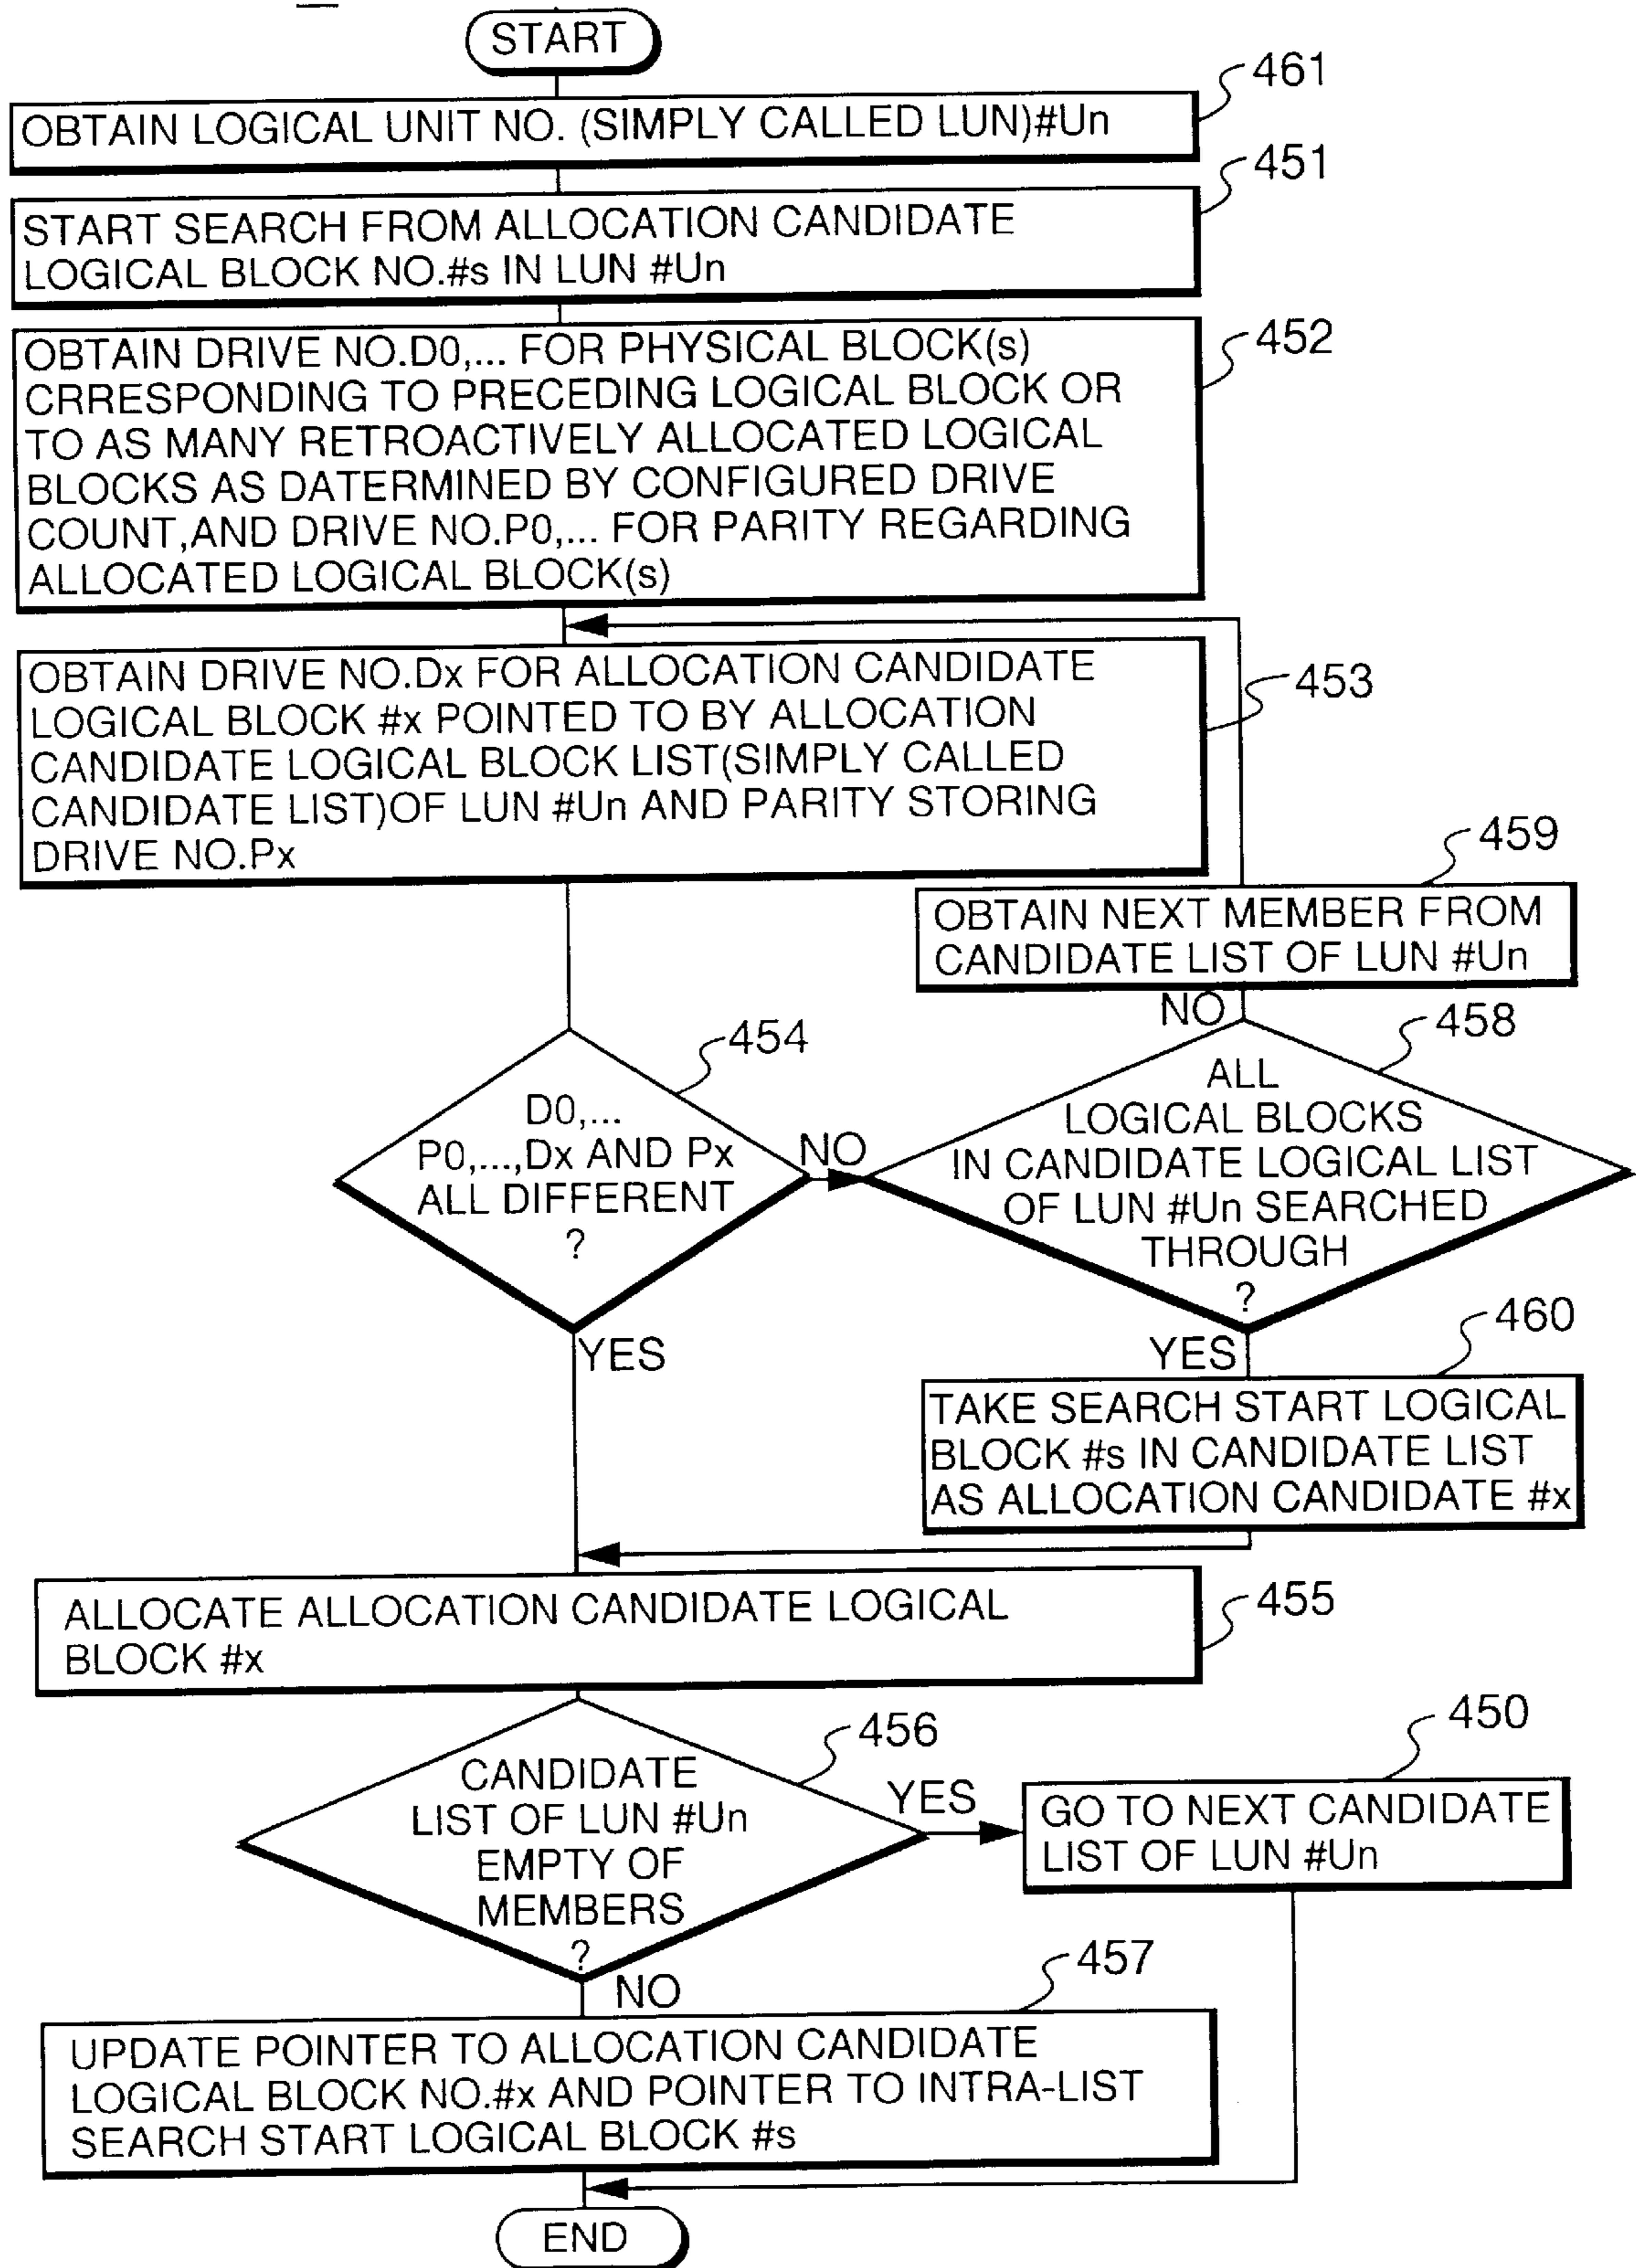 START
461
OBTAIN LOGICAL UNIT NO. (SIMPLY CALLED LUN)#Un
451
START SEARCH FROM ALLOCATION CANDIDATE
LOGICAL BLOCK NO.#s IN LUN #Un
452
OBTAIN DRIVE NO.D0,... FOR PHYSICAL BLOCK(s)
CRRESPONDING TO PRECEDING LOGICAL BLOCK OR
TO AS MANY RETROACTIVELY ALLOCATED LOGICAL
BLOCKS AS DATERMINED BY CONFIGURED DRIVE
COUNT,AND DRIVE NO.P0,... FOR PARITY REGARDING
ALLOCATED LOGICAL BLOCK(s)
453
OBTAIN DRIVE NO.Dx FOR ALLOCATION CANDIDATE
LOGICAL BLOCK #x POINTED TO BY ALLOCATION
CANDIDATE LOGICAL BLOCK LIST(SIMPLY CALLED
CANDIDATE LIST)OF LUN #Un AND PARITY STORING
DRIVE NO.Px
459
OBTAIN NEXT MEMBER FROM
CANDIDATE LIST OF LUN #Un
NO
454
D0,...
P0,...,Dx AND Px
ALL DIFFERENT
?
NO
YES
458
ALL
LOGICAL BLOCKS
IN CANDIDATE LOGICAL LIST
OF LUN #Un SEARCHED
THROUGH
?
YES
460
TAKE SEARCH START LOGICAL
BLOCK #s IN CANDIDATE LIST
AS ALLOCATION CANDIDATE #x
455
ALLOCATE ALLOCATION CANDIDATE LOGICAL
BLOCK #x
456
CANDIDATE
LIST OF LUN #Un
EMPTY OF
MEMBERS
?
YES
450
GO TO NEXT CANDIDATE
LIST OF LUN #Un
NO
457
UPDATE POINTER TO ALLOCATION CANDIDATE
LOGICAL BLOCK NO.#x AND POINTER TO INTRA-LIST
SEARCH START LOGICAL BLOCK #s
END